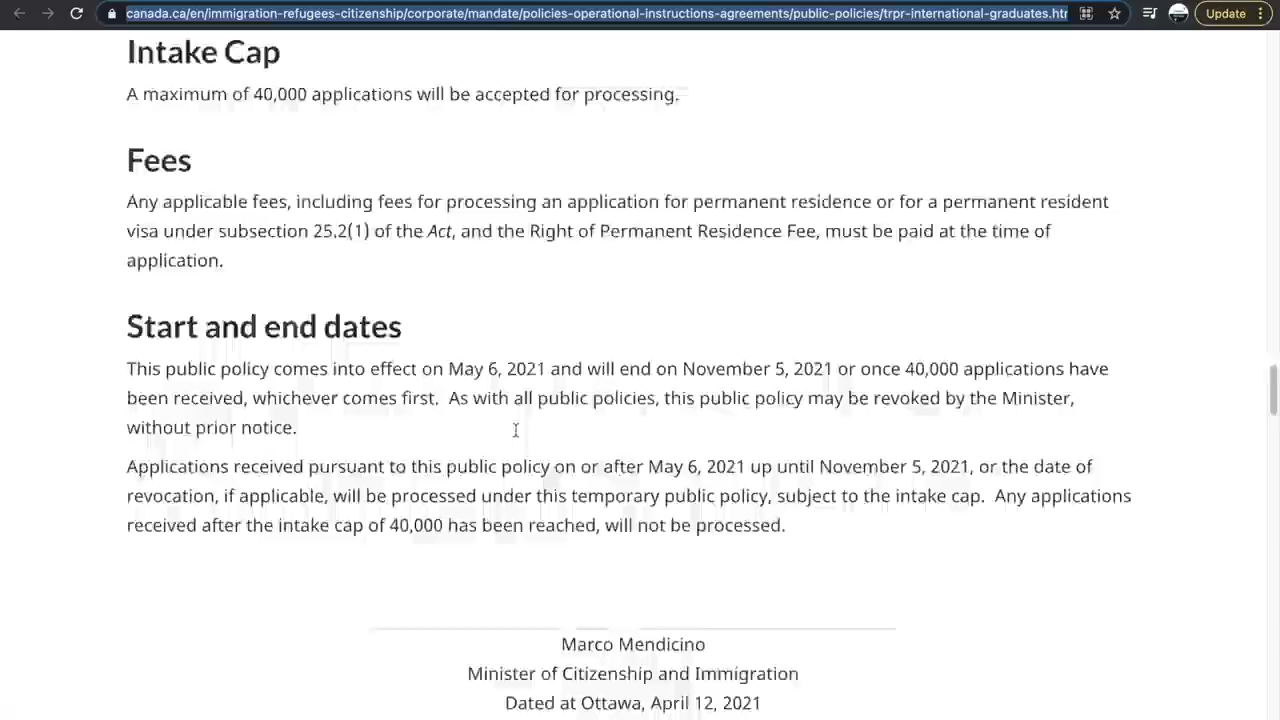 canada.ca/en/immigration-refugees-citizenship/corporate/mandate/policies-operational-instructions-agreements/public-policies/trpr-international-graduates.htm
Update
Intake Cap
A maximum of 40,000 applications will be accepted for processing.
Fees
Any applicable fees, including fees for processing an application for permanent residence or for a permanent resident
visa under subsection 25.2(1) of the Act, and the Right of Permanent Residence Fee, must be paid at the time of
application.
Start and end dates
This public policy comes into effect on May 6, 2021 and will end on November 5, 2021 or once 40,000 applications have
been received, whichever comes first.  As with all public policies, this public policy may be revoked by the Minister,
without prior notice.
Applications received pursuant to this public policy on or after May 6, 2021 up until November 5, 2021, or the date of
revocation, if applicable, will be processed under this temporary public policy, subject to the intake cap.  Any applications
received after the intake cap of 40,000 has been reached, will not be processed.
Marco Mendicino
Minister of Citizenship and Immigration
Dated at Ottawa, April 12, 2021